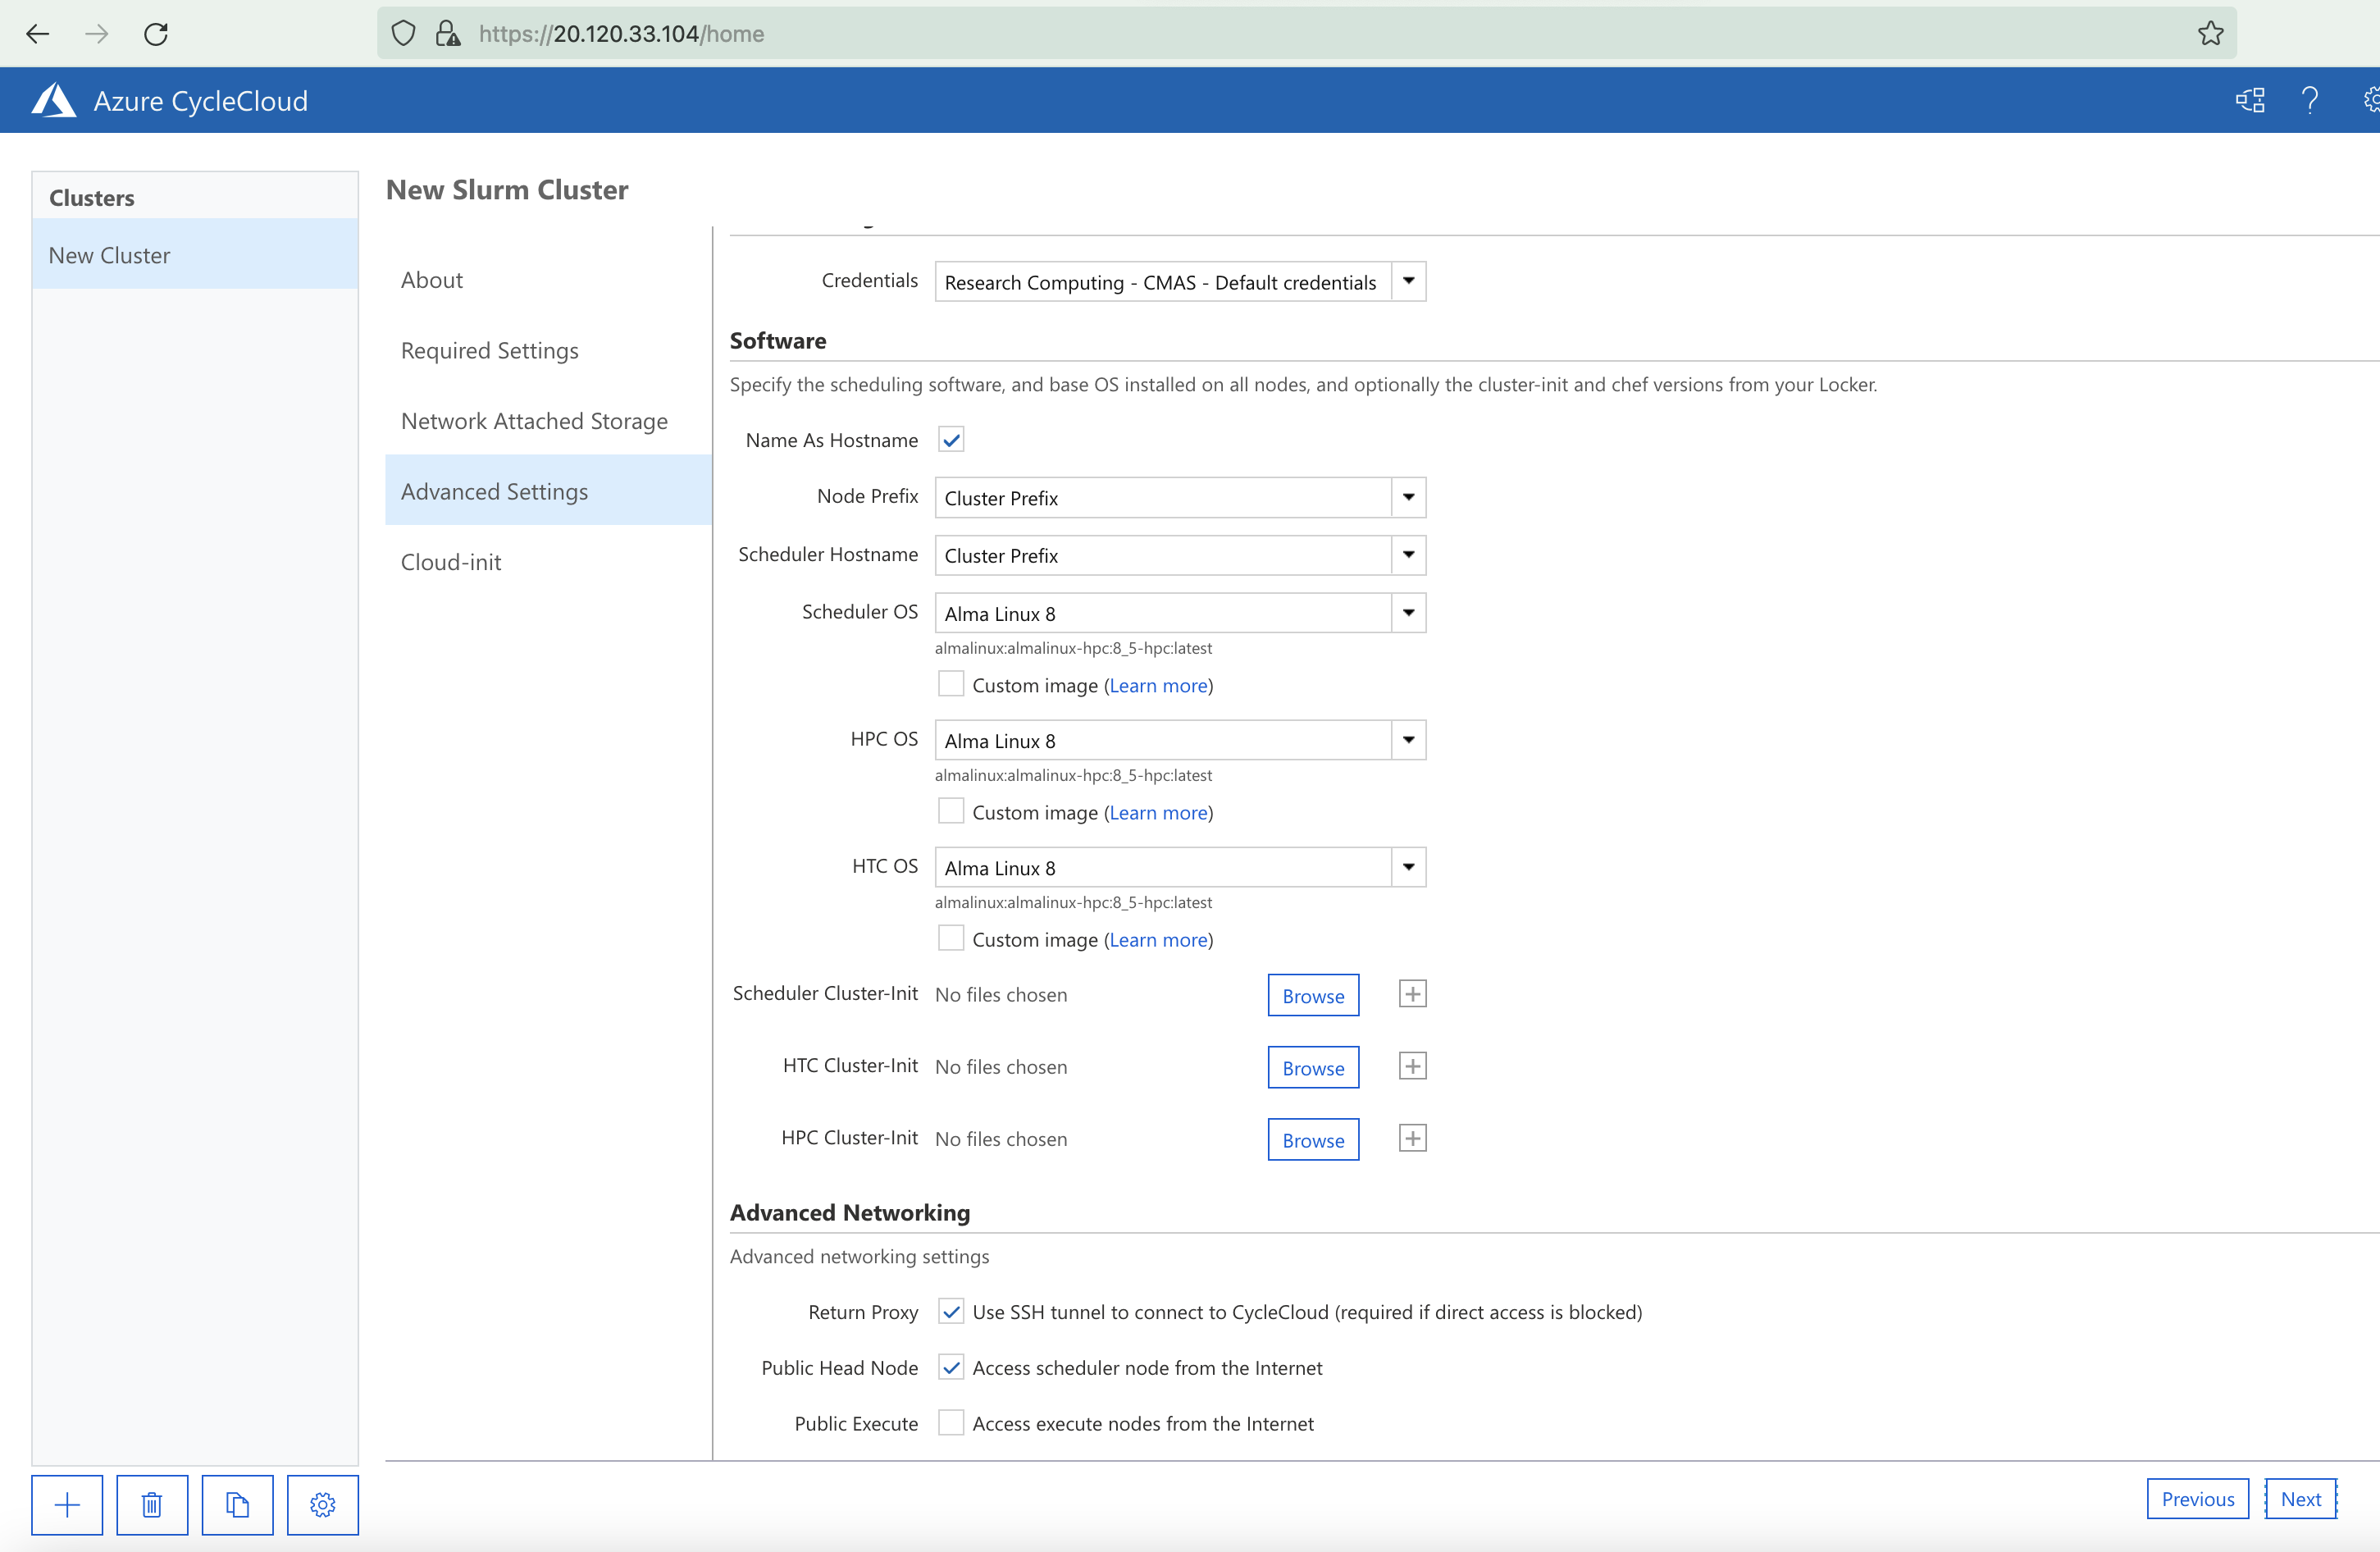 https://20.120.33.104/home
Azure CycleCloud
Clusters
New Cluster
New Slurm Cluster
About
Required Settings
Network Attached Storage
Advanced Settings
Cloud-init
Credentials Research Computing - CMAS - Default credentials
Software
Specify the scheduling software, and base OS installed on all nodes, and optionally the cluster-init and chef versions from your Locker.
Name As Hostname
Node Prefix Cluster Prefix
Scheduler Hostname Cluster Prefix
Scheduler OS Alma Linux 8
almalinux:almalinux-hpc:8_5-hpc:latest
Custom image (Learn more)
HPC OS Alma Linux 8
almalinux:almalinux-hpc:8_5-hpc:latest
Custom image (Learn more)
HTC OS Alma Linux 8
almalinux:almalinux-hpc:8_5-hpc:latest
Custom image (Learn more)
Scheduler Cluster-Init No files chosen Browse
HTC Cluster-Init No files chosen Browse
HPC Cluster-Init No files chosen Browse
Advanced Networking
Advanced networking settings
Return Proxy Use SSH tunnel to connect to CycleCloud (required if direct access is blocked)
Public Head Node Access scheduler node from the Internet
Public Execute Access execute nodes from the Internet
Previous Next